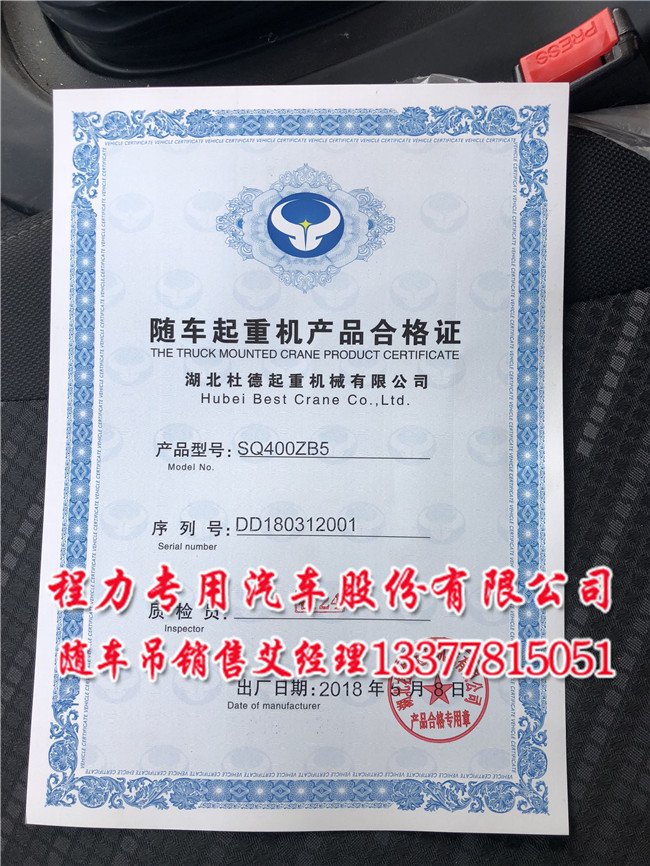 PRESS
VEHICLE CERTIFICATE
随车起重机产品合格证
THE TRUCK MOUNTED CRANE PRODUCT CERTIFICATE
湖北杜德起重机械有限公司
Hubei Best Crane Co.,Ltd.
产品型号:SQ400ZB5
Model No.
序列号:DD180312001
Serial number
程力专用汽车股份有限公司
质检员:
Inspector
随车吊销售艾经理13377815051
出厂日期:2018年5月8日
Date of manufacturer
产品合格专用章